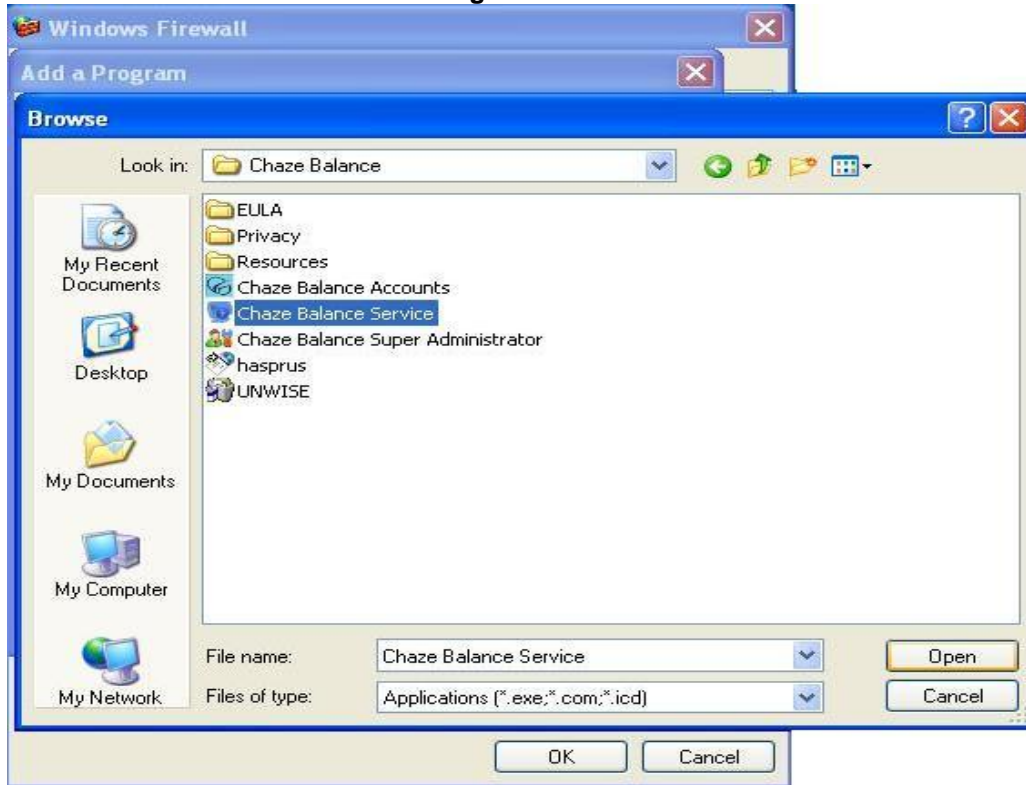 Windows Firewall
Add a Program
Browse
Look in: Chaze Balance
EULA
Privacy
Resources
Chaze Balance Accounts
Chaze Balance Service
Chaze Balance Super Administrator
hasprus
UNWISE
My Recent
Documents
Desktop
My Documents
My Computer
My Network
File name: Chaze Balance Service Open
Files of type: Applications (*.exe;*.com;*.icd) Cancel
OK Cancel